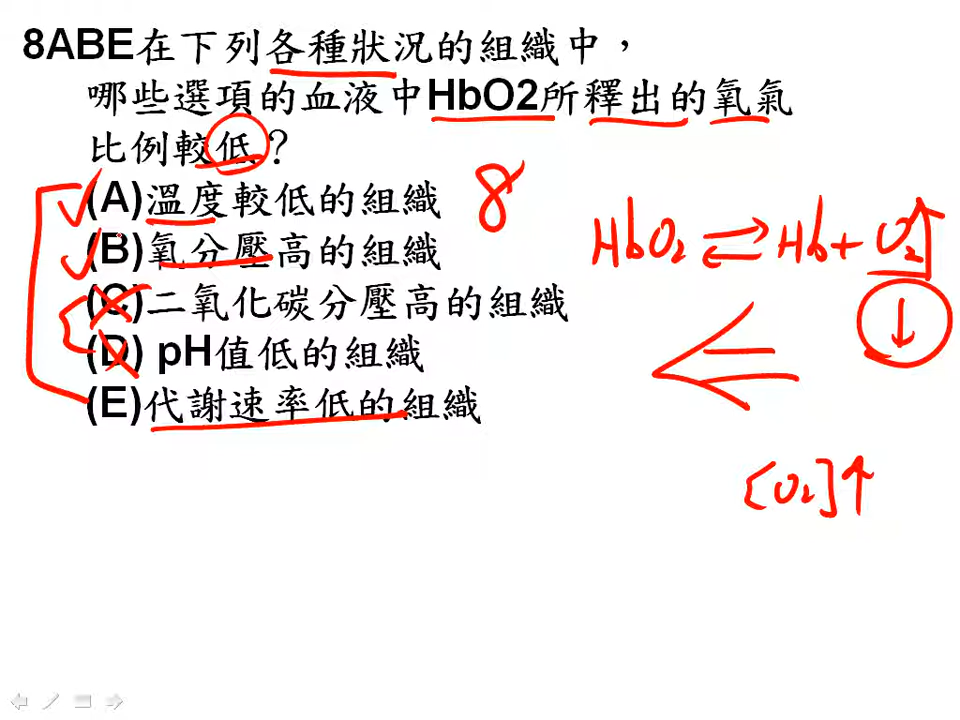 8ABE在下列各種狀況的組織中，
哪些選項的血液中HbO2所釋出的氧氣
比例較低？
(A)溫度較低的組織
(B)氧分壓高的組織
(C)二氧化碳分壓高的組織
(D) pH值低的組織
(E)代謝速率低的組織
8
HbO₂ ⇌ Hb + O₂↑
↓
[O₂]↑